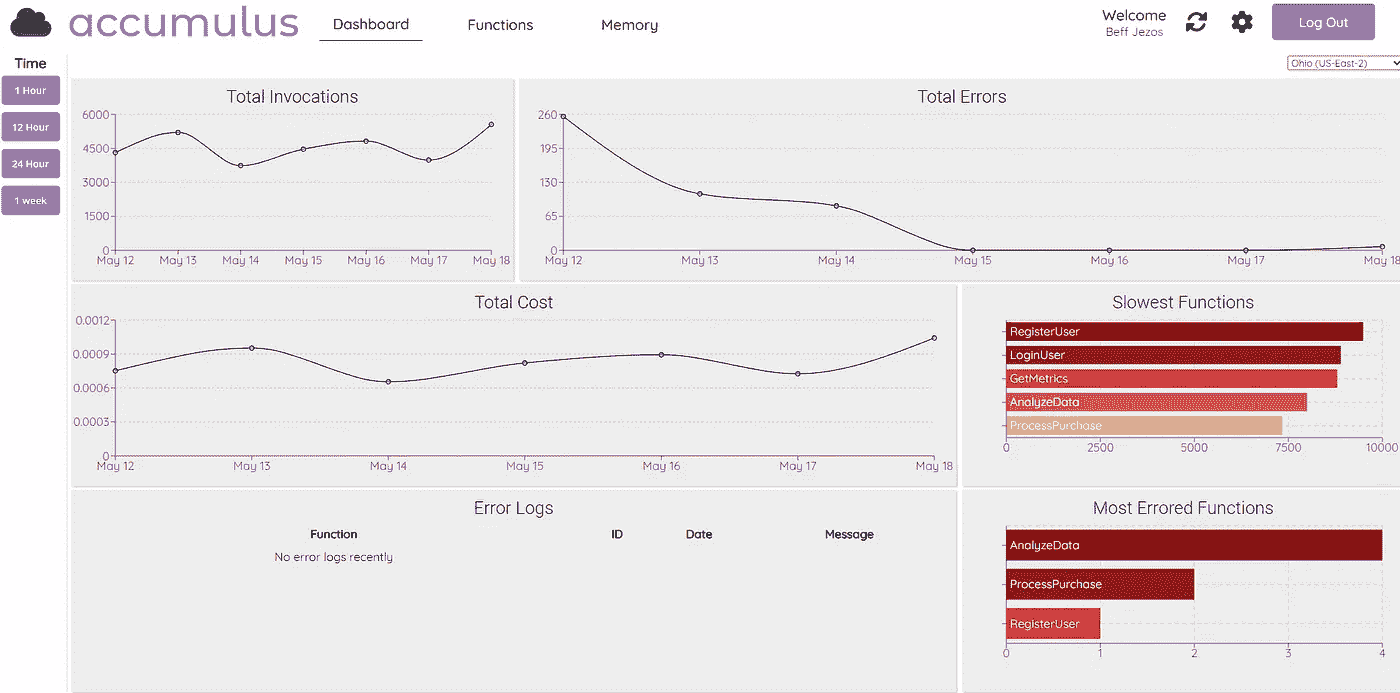 accumulus
Dashboard
Functions
Memory
Welcome
Beff Jezos
Log Out
Time
1 Hour
12 Hour
24 Hour
1 week
Ohio (US-East-2)
Total Invocations
6000
4500
3000
1500
0
May 12 May 13 May 14 May 15 May 16 May 17 May 18
Total Errors
260
195
130
65
0
May 12 May 13 May 14 May 15 May 16 May 17 May 18
Total Cost
0.0012
0.0009
0.0006
0.0003
0
May 12 May 13 May 14 May 15 May 16 May 17 May 18
Slowest Functions
RegisterUser
LoginUser
GetMetrics
AnalyzeData
ProcessPurchase
0 2500 5000 7500 10000
Error Logs
Function ID Date Message
No error logs recently
Most Errored Functions
AnalyzeData
ProcessPurchase
RegisterUser
0 1 2 3 4